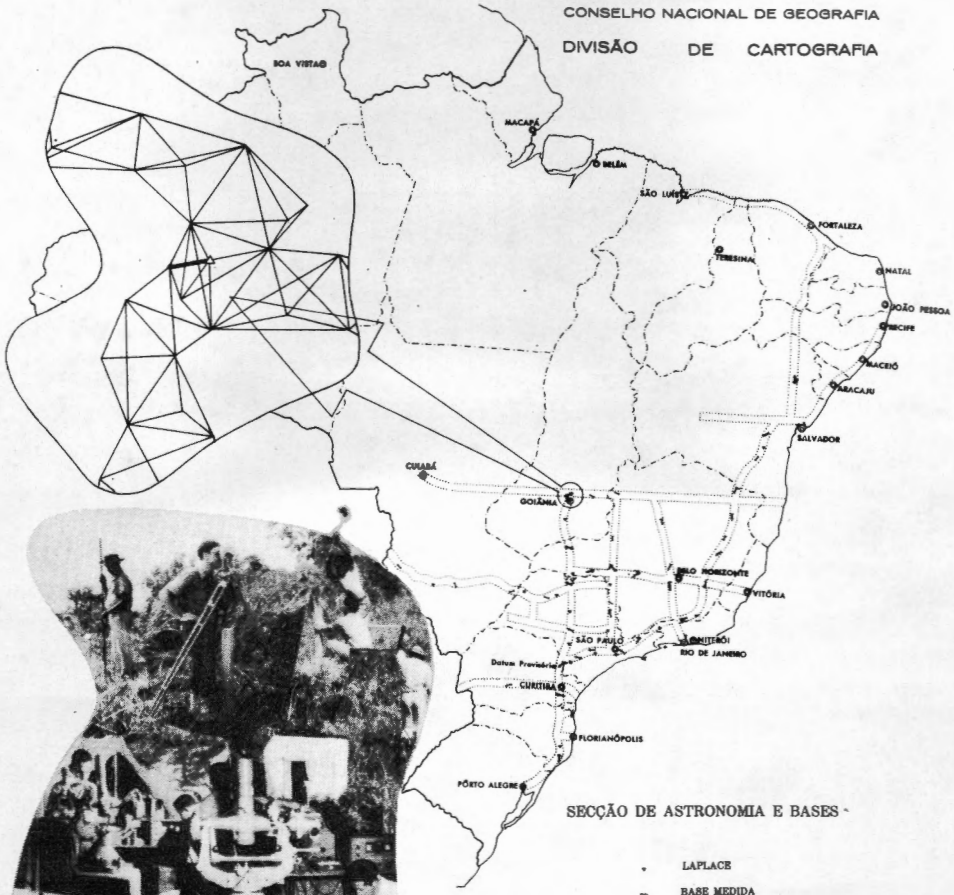 CONSELHO NACIONAL DE GEOGRAFIA
DIVISÃO DE CARTOGRAFIA
BOA VISTA
MACAPÁ
BELÉM
SÃO LUÍS
FORTALEZA
TERESINA
NATAL
JOÃO PESSOA
RECIFE
MACEIÓ
ARACAJU
SALVADOR
CUIABÁ
GOIÂNIA
BELO HORIZONTE
VITÓRIA
SÃO PAULO
NITERÓI
RIO DE JANEIRO
Datum Provisório
CURITIBA
FLORIANÓPOLIS
PÔRTO ALEGRE
SECÇÃO DE ASTRONOMIA E BASES
LAPLACE
BASE MEDIDA